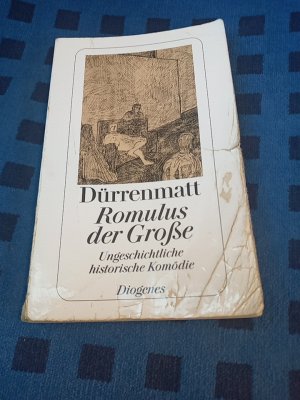 Dürrenmatt
Romulus
der Große
Ungeschichtliche
historische Komödie
Diogenes